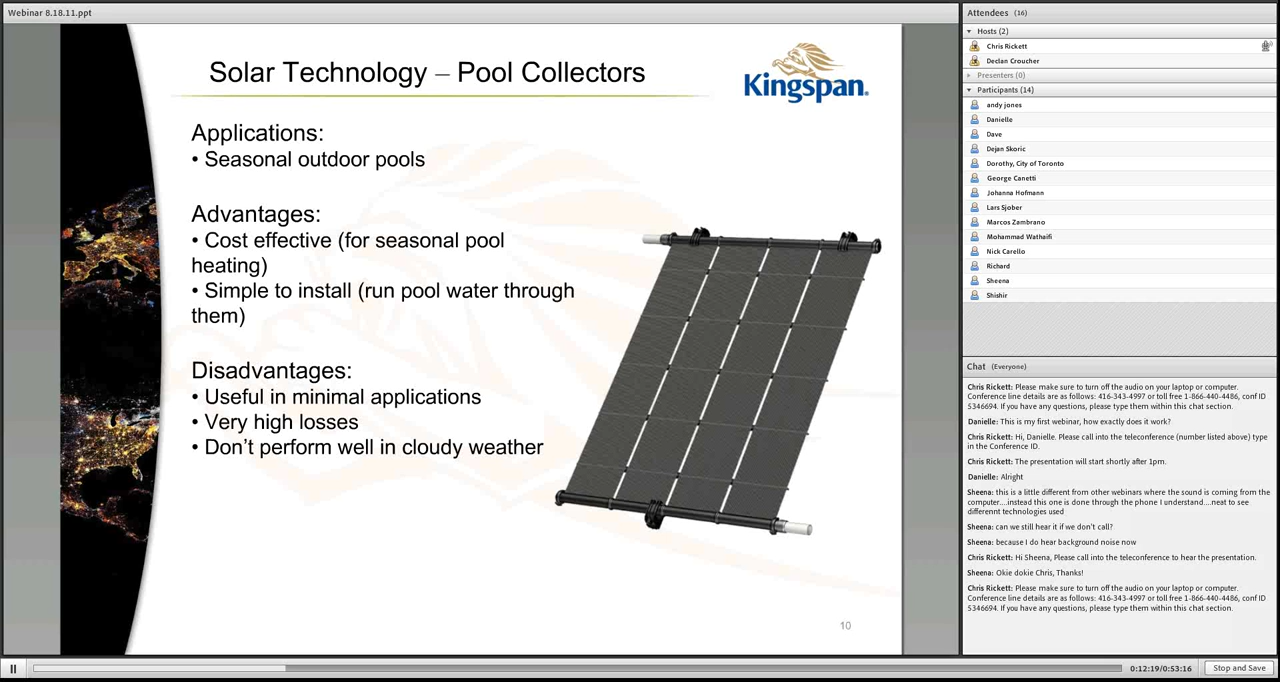 Webinar 8.18.11.ppt
Solar Technology – Pool Collectors
Kingspan.
Applications:
• Seasonal outdoor pools
Advantages:
• Cost effective (for seasonal pool
heating)
• Simple to install (run pool water through
them)
Disadvantages:
• Useful in minimal applications
• Very high losses
• Don't perform well in cloudy weather
10
Attendees (16)
Hosts (2)
Chris Rickett
Declan Croucher
Presenters (0)
Participants (14)
andy jones
Danielle
Dave
Dejan Skoric
Dorothy, City of Toronto
George Canetti
Johanna Hofmann
Lars Sjober
Marcos Zambrano
Mohammad Wathaifi
Nick Carello
Richard
Sheena
Shishir
Chat (Everyone)
Chris Rickett: Please make sure to turn off the audio on your laptop or computer.
Conference line details are as follows: 416-343-4997 or toll free 1-866-440-4486, conf ID
5346694. If you have any questions, please type them within this chat section.
Danielle: This is my first webinar, how exactly does it work?
Chris Rickett: Hi, Danielle. Please call into the teleconference (number listed above) type
in the Conference ID.
Chris Rickett: The presentation will start shortly after 1pm.
Danielle: Alright
Sheena: this is a little different from other webinars where the sound is coming from the
computer....instead this one is done through the phone I understand....neat to see
differennt technologies used
Sheena: can we still hear it if we don't call?
Sheena: because I do hear background noise now
Chris Rickett: Hi Sheena, Please call into the teleconference to hear the presentation.
Sheena: Okie dokie Chris, Thanks!
Chris Rickett: Please make sure to turn off the audio on your laptop or computer.
Conference line details are as follows: 416-343-4997 or toll free 1-866-440-4486, conf ID
5346694. If you have any questions, please type them within this chat section.
0:12:19/0:53:16
Stop and Save